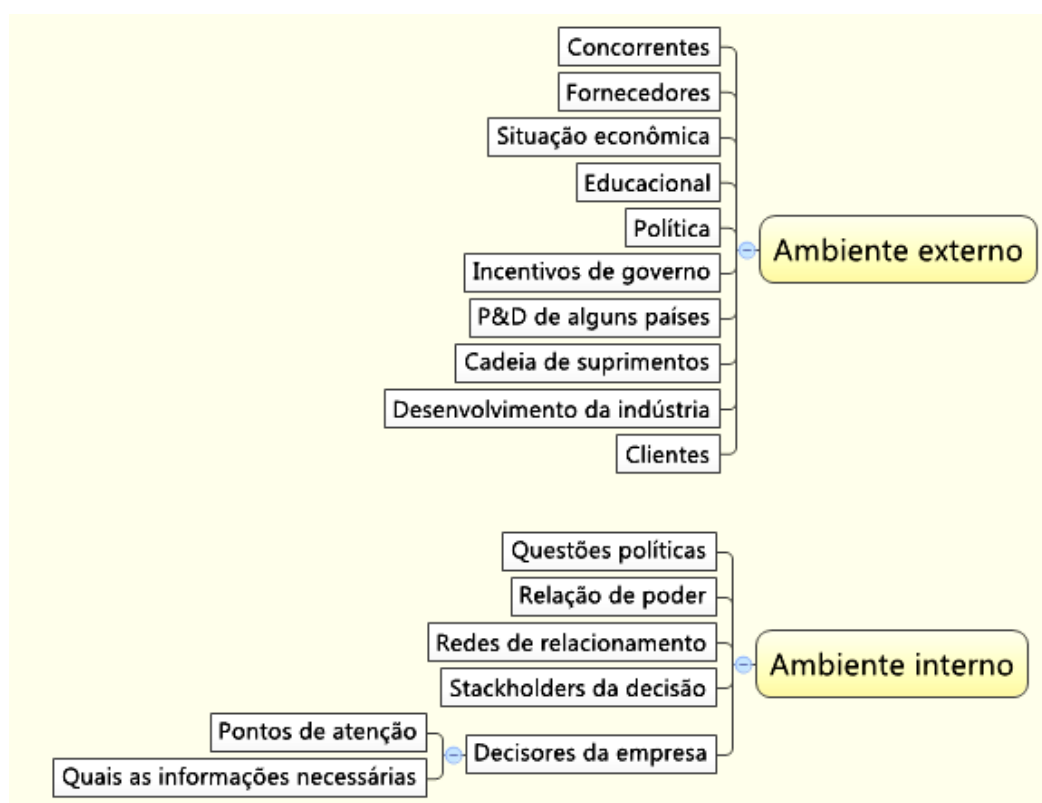 Concorrentes
Fornecedores
Situação econômica
Educacional
Política
Ambiente externo
Incentivos de governo
P&D de alguns países
Cadeia de suprimentos
Desenvolvimento da indústria
Clientes
Questões políticas
Relação de poder
Redes de relacionamento
Ambiente interno
Stackholders da decisão
Pontos de atenção
Decisores da empresa
Quais as informações necessárias